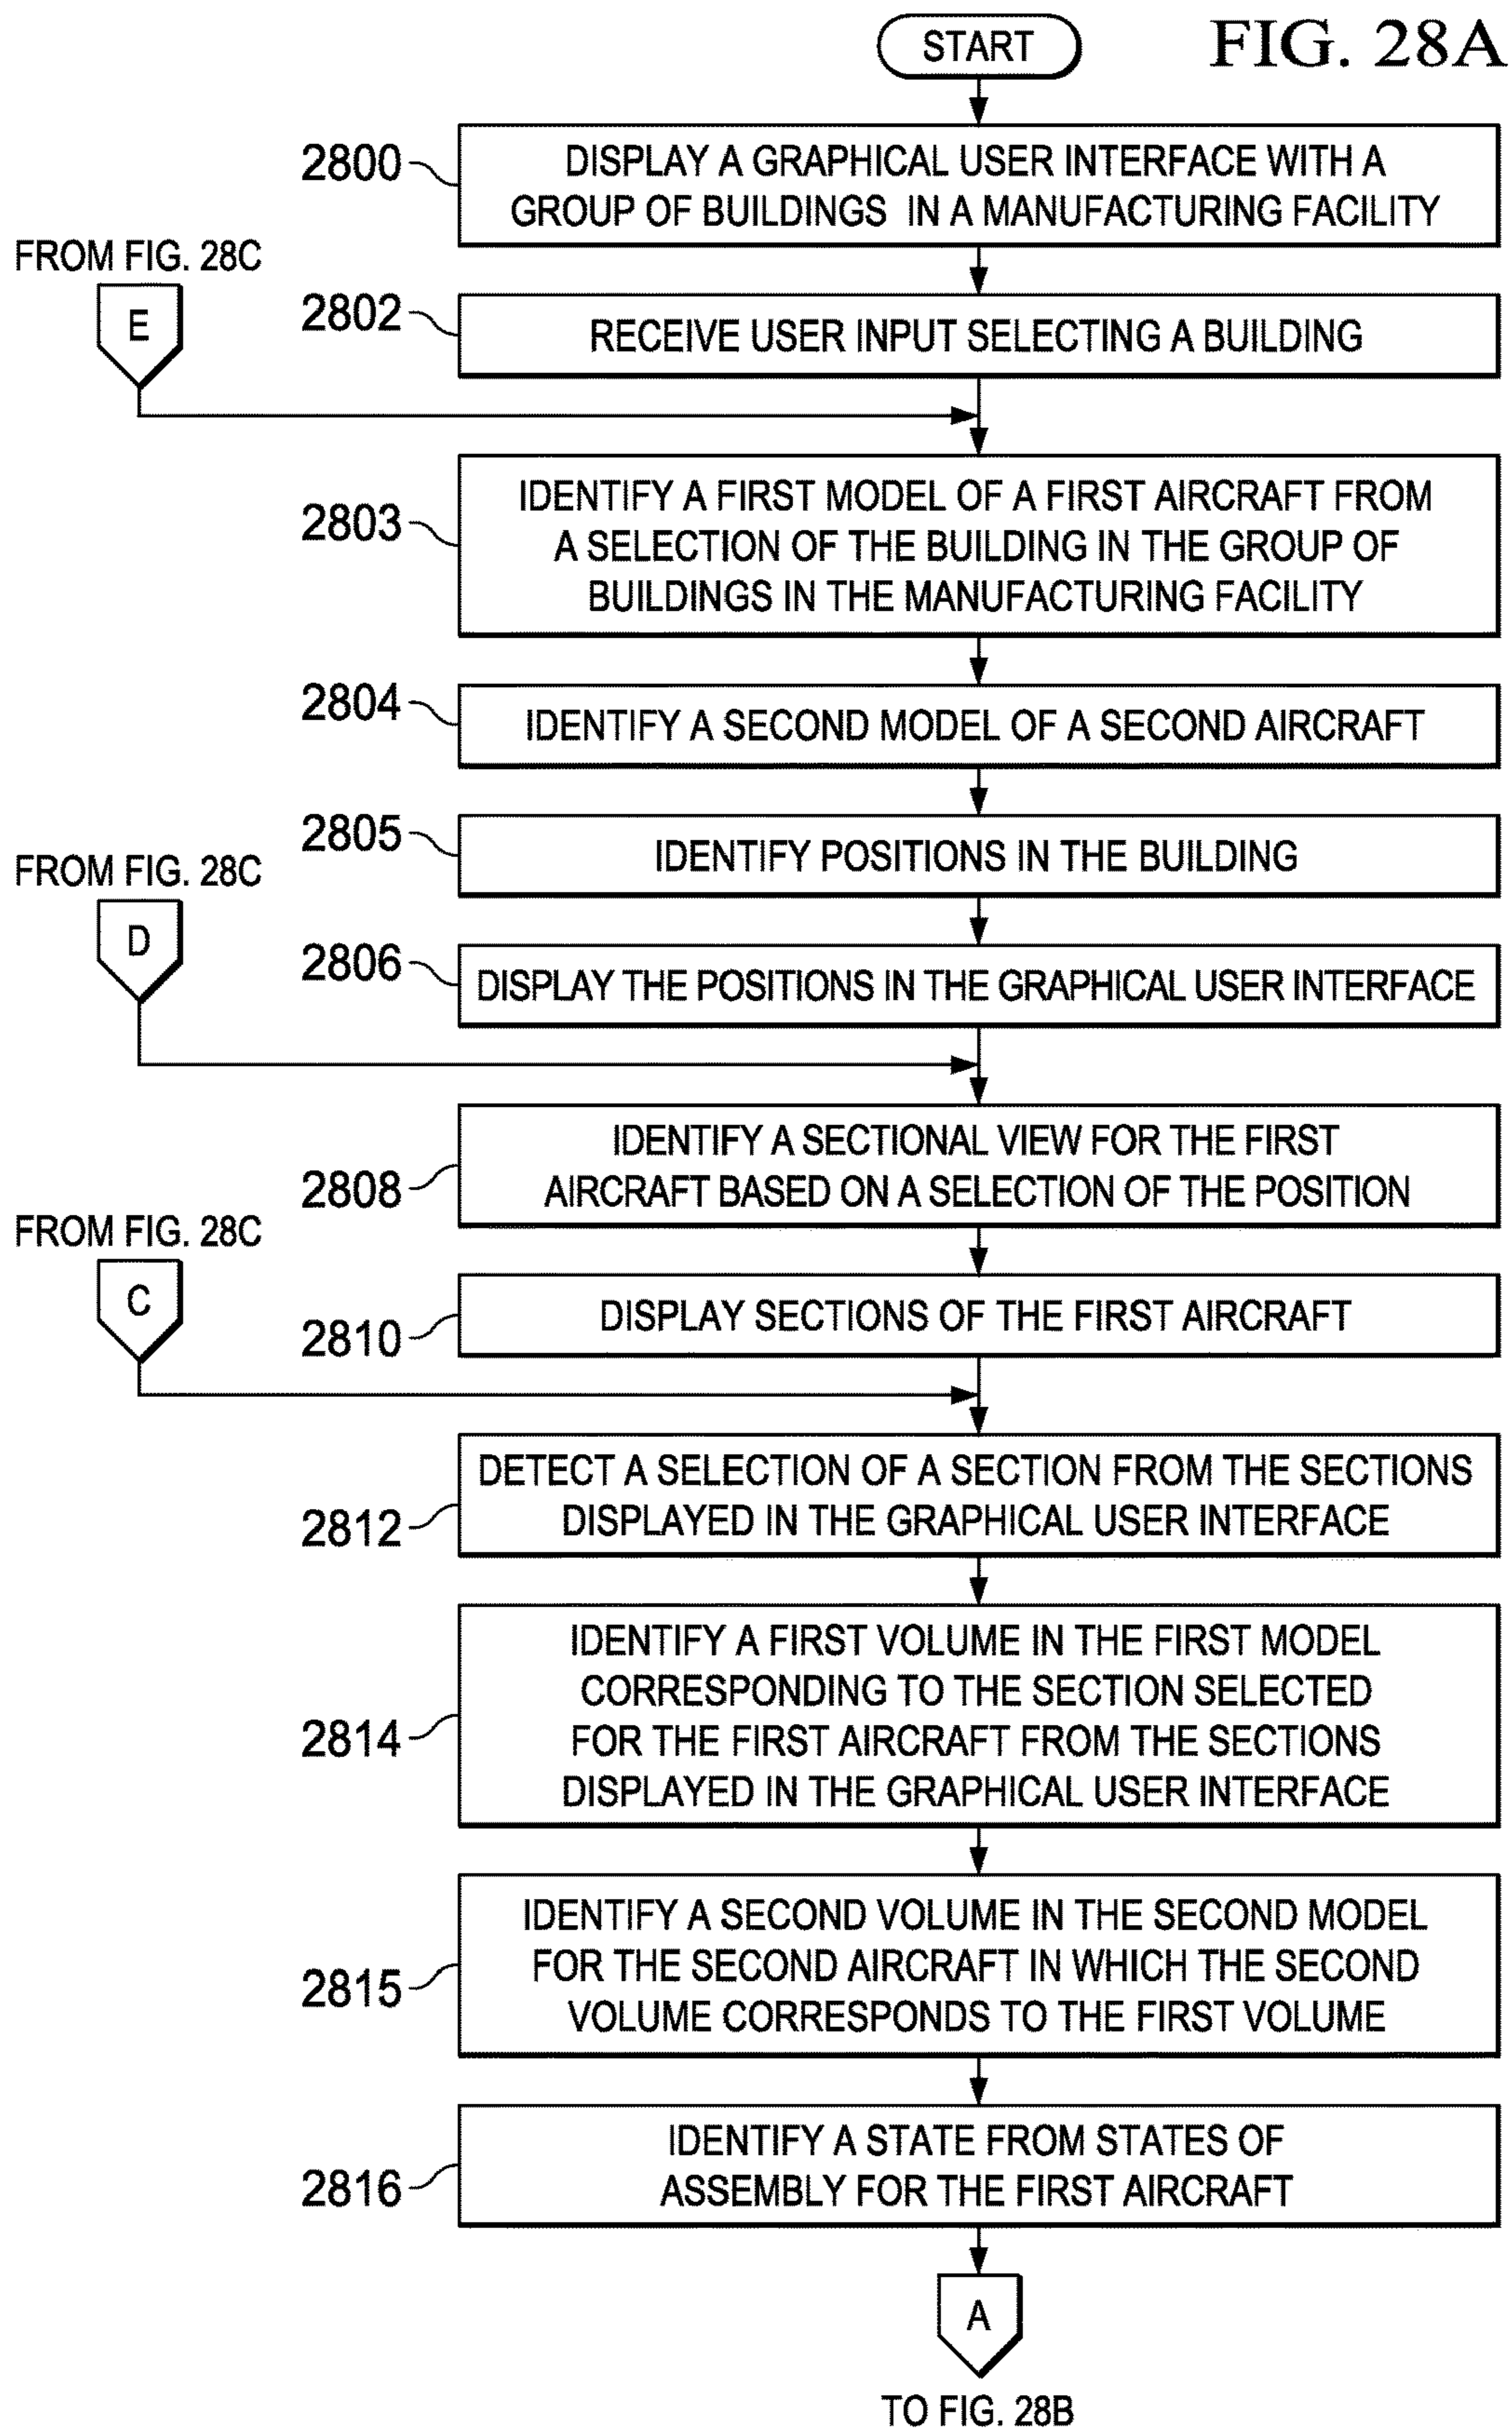 FIG. 28A
START
2800
DISPLAY A GRAPHICAL USER INTERFACE WITH A
GROUP OF BUILDINGS IN A MANUFACTURING FACILITY
FROM FIG. 28C
E
2802
RECEIVE USER INPUT SELECTING A BUILDING
2803
IDENTIFY A FIRST MODEL OF A FIRST AIRCRAFT FROM
A SELECTION OF THE BUILDING IN THE GROUP OF
BUILDINGS IN THE MANUFACTURING FACILITY
2804
IDENTIFY A SECOND MODEL OF A SECOND AIRCRAFT
2805
IDENTIFY POSITIONS IN THE BUILDING
FROM FIG. 28C
D
2806
DISPLAY THE POSITIONS IN THE GRAPHICAL USER INTERFACE
2808
IDENTIFY A SECTIONAL VIEW FOR THE FIRST
AIRCRAFT BASED ON A SELECTION OF THE POSITION
FROM FIG. 28C
C
2810
DISPLAY SECTIONS OF THE FIRST AIRCRAFT
2812
DETECT A SELECTION OF A SECTION FROM THE SECTIONS
DISPLAYED IN THE GRAPHICAL USER INTERFACE
2814
IDENTIFY A FIRST VOLUME IN THE FIRST MODEL
CORRESPONDING TO THE SECTION SELECTED
FOR THE FIRST AIRCRAFT FROM THE SECTIONS
DISPLAYED IN THE GRAPHICAL USER INTERFACE
2815
IDENTIFY A SECOND VOLUME IN THE SECOND MODEL
FOR THE SECOND AIRCRAFT IN WHICH THE SECOND
VOLUME CORRESPONDS TO THE FIRST VOLUME
2816
IDENTIFY A STATE FROM STATES OF
ASSEMBLY FOR THE FIRST AIRCRAFT
A
TO FIG. 28B